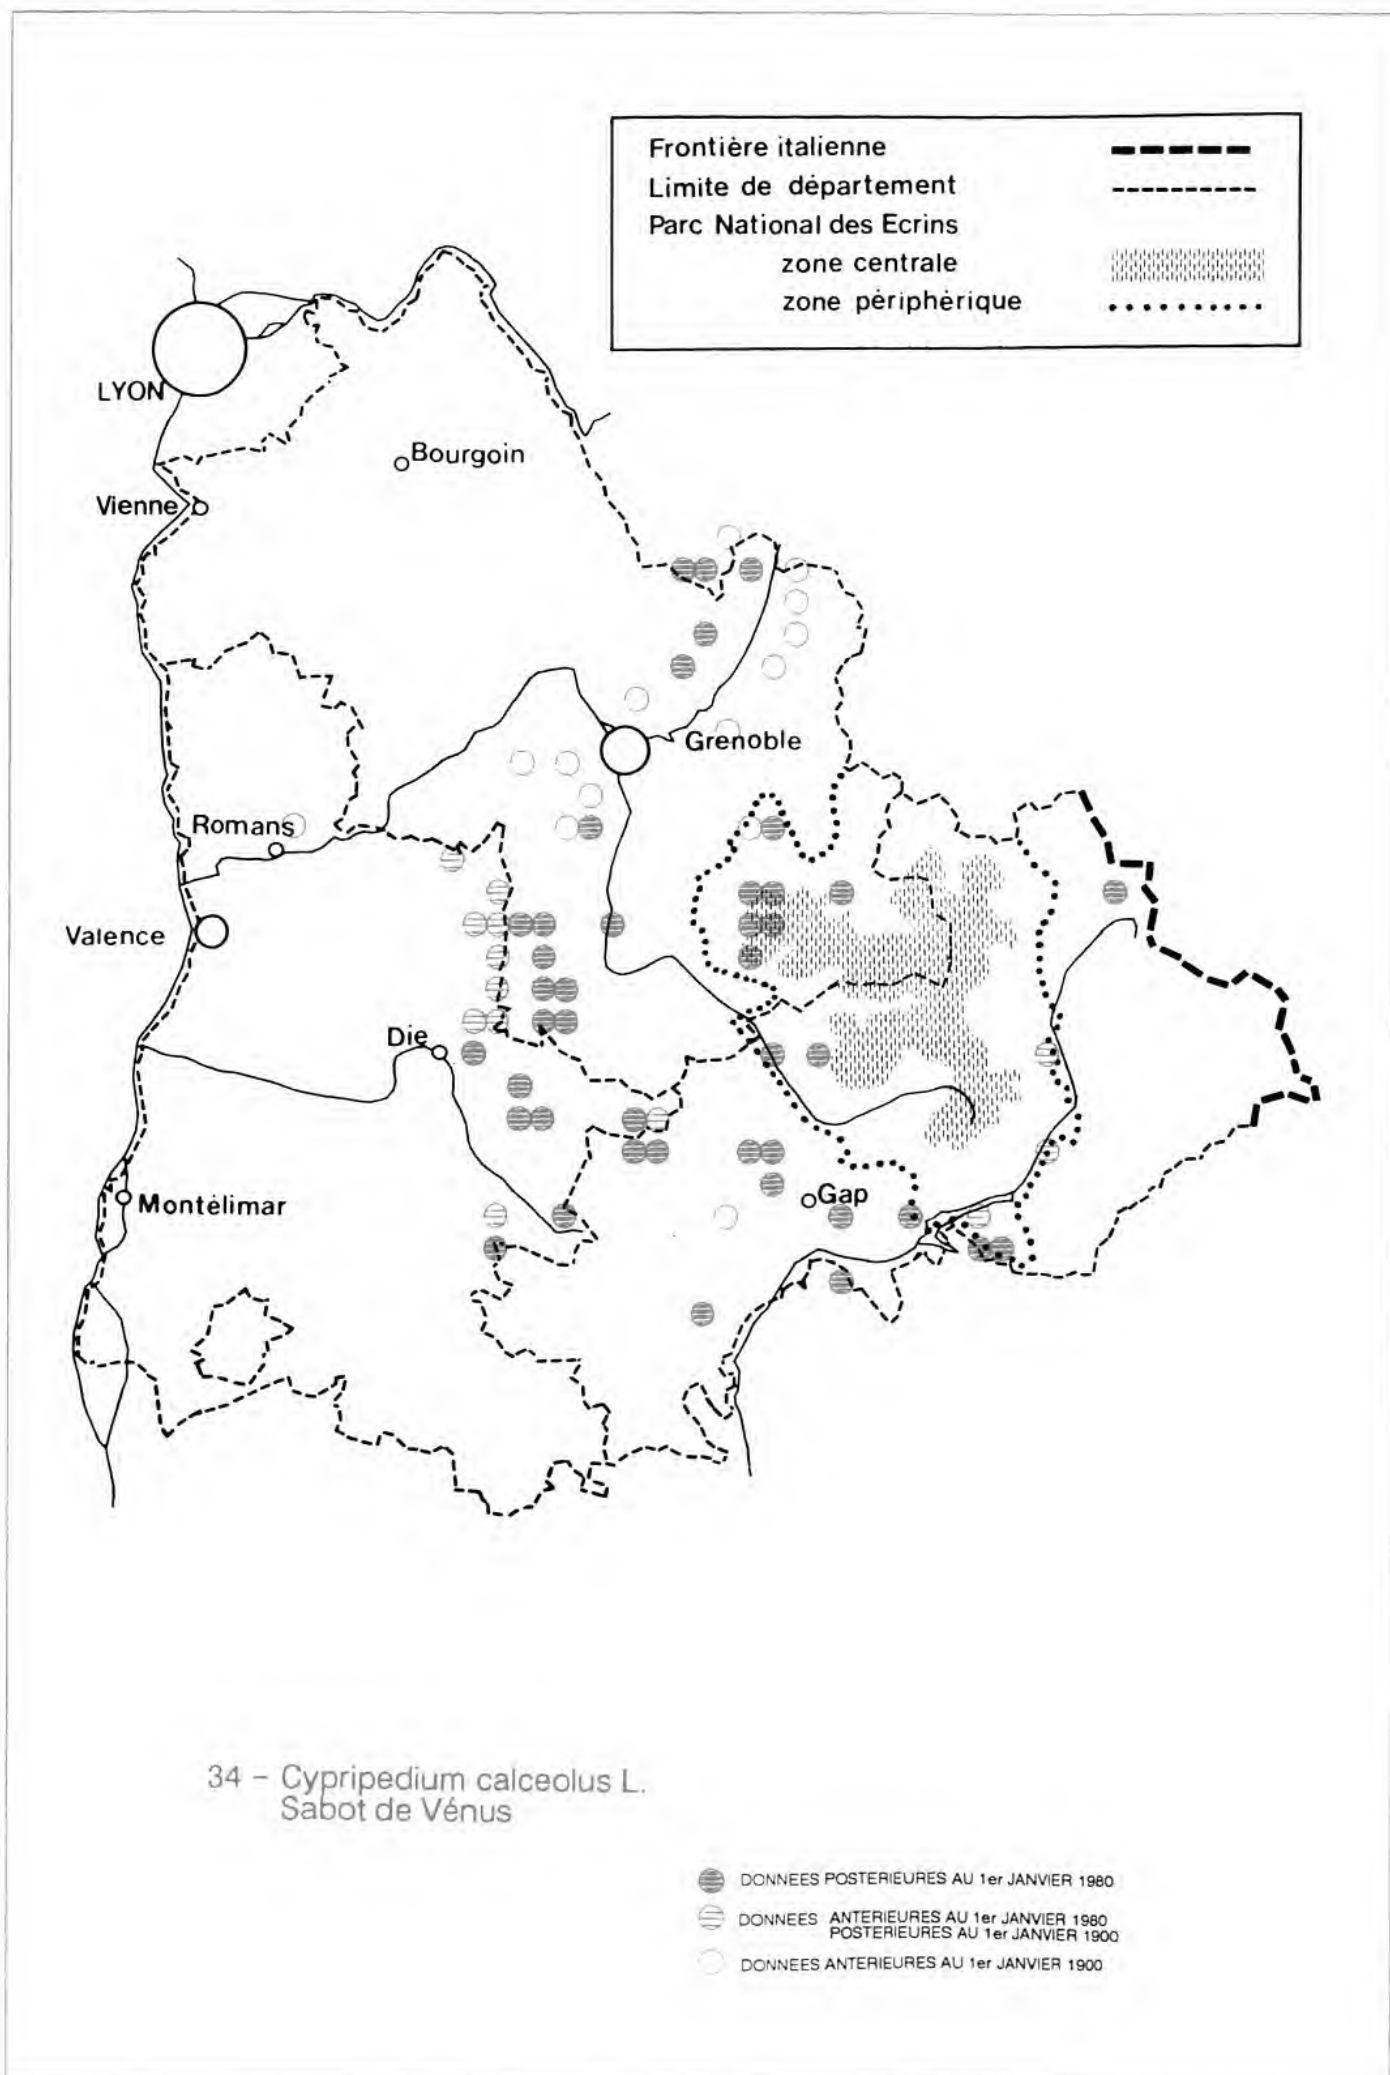 Frontière italienne
Limite de département
Parc National des Ecrins
zone centrale
zone périphérique
LYON
Bourgoin
Vienne
Grenoble
Romans
Valence
Die
Montélimar
Gap
34 – Cypripedium calceolus L.
Sabot de Vénus
DONNEES POSTERIEURES AU 1er JANVIER 1980
DONNEES ANTERIEURES AU 1er JANVIER 1980
POSTERIEURES AU 1er JANVIER 1900
DONNEES ANTERIEURES AU 1er JANVIER 1900